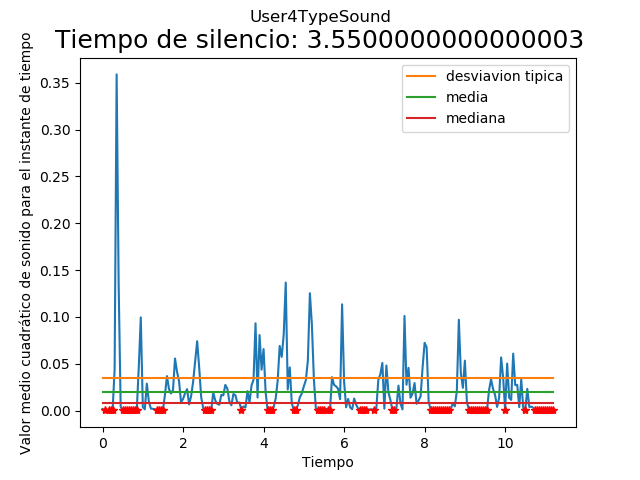 User4TypeSound
Tiempo de silencio: 3.5500000000000003
Valor medio cuadrático de sonido para el instante de tiempo
desviavion tipica
media
mediana
0.35
0.30
0.25
0.20
0.15
0.10
0.05
0.00
0 2 4 6 8 10
Tiempo